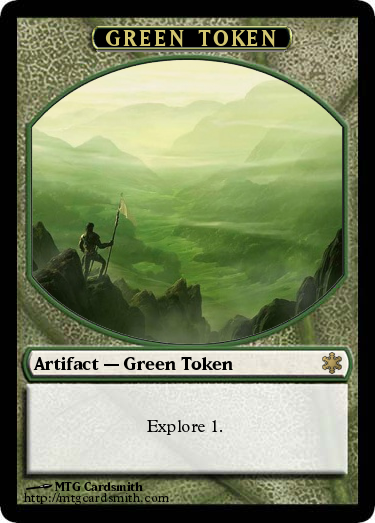 GREEN TOKEN
Artifact — Green Token
Explore 1.
MTG Cardsmith
http://mtgcardsmith.com